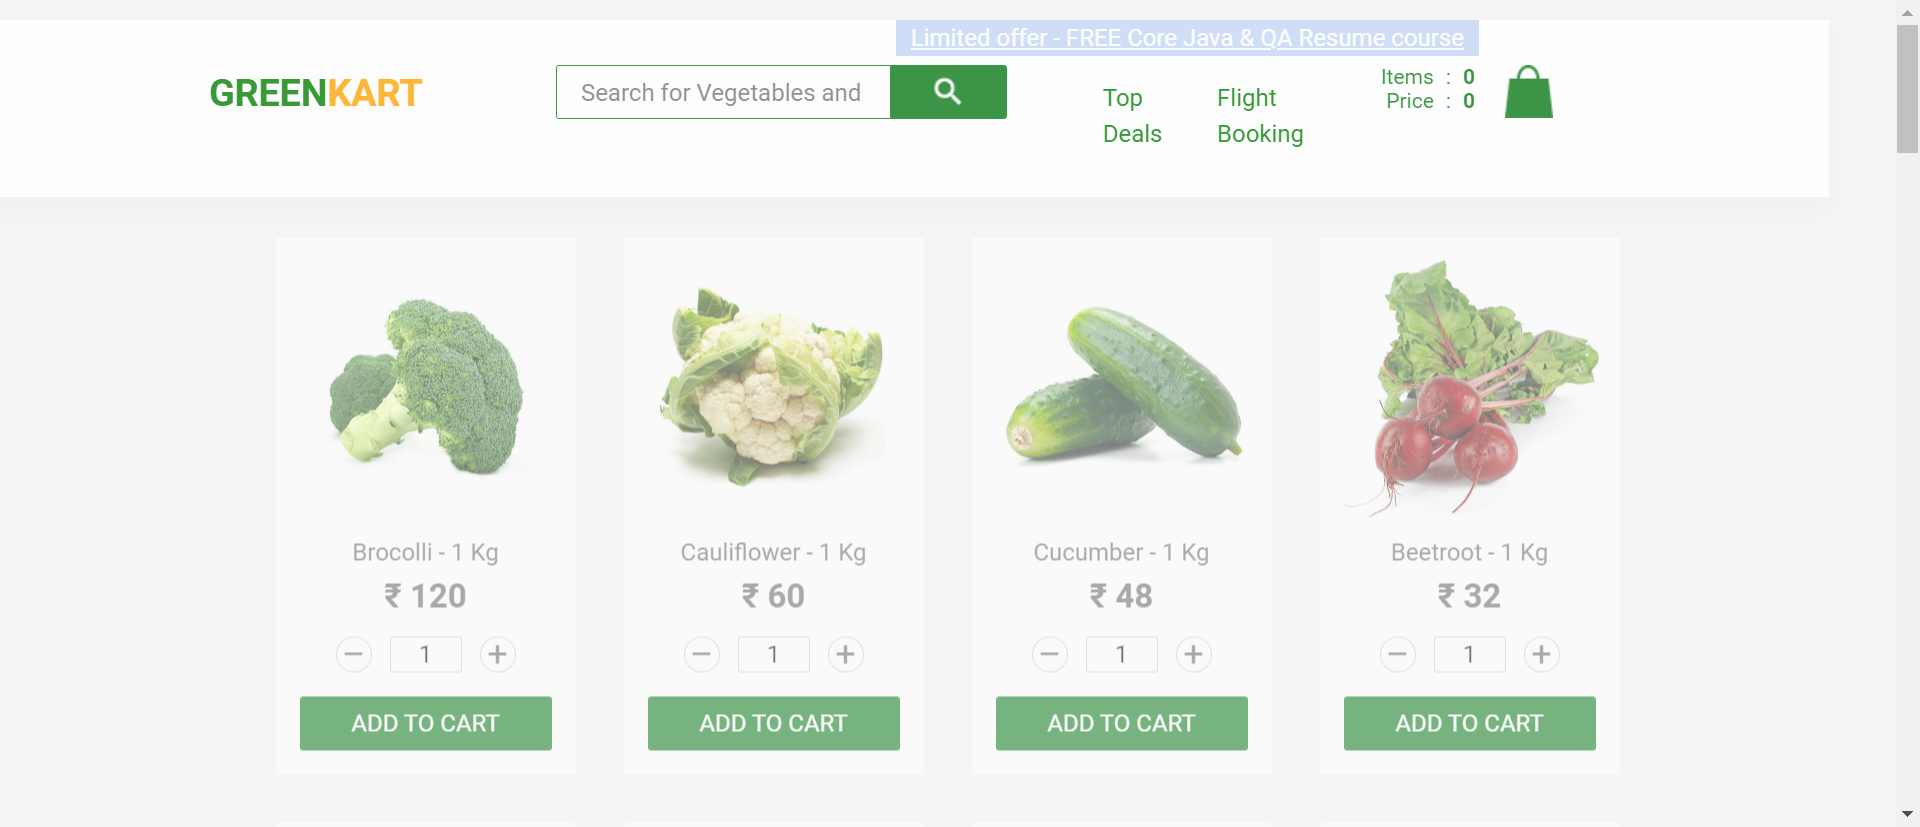 Limited offer - FREE Core Java & QA Resume course
GREENKART
Search for Vegetables and
Top
Deals
Flight
Booking
Items : 0
Price : 0
Brocolli - 1 Kg
₹ 120
1
ADD TO CART
Cauliflower - 1 Kg
₹ 60
1
ADD TO CART
Cucumber - 1 Kg
₹ 48
1
ADD TO CART
Beetroot - 1 Kg
₹ 32
1
ADD TO CART